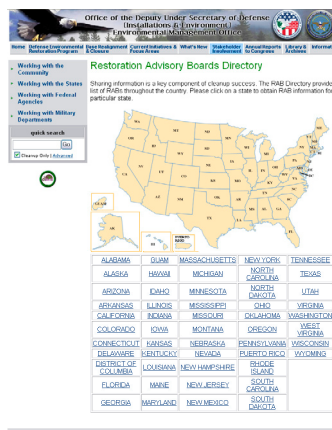 Office of the Deputy Under Secretary of Defense
(Installations & Environment)
Environmental Management Office
Home Defense Environmental Restoration Program Base Realignment & Closure Current Initiatives & Focus Areas What's New Stakeholder Involvement Annual Reports to Congress Library & Archives Informat
Working with the Community
Working with the States
Working with Federal Agencies
Working with Military Departments
quick search
Go
Cleanup Only | Advanced
Restoration Advisory Boards Directory
Sharing information is a key component of cleanup success. The RAB Directory provide
list of RABs throughout the country. Please click on a state to obtain RAB information fo
particular state.
ALABAMA GUAM MASSACHUSETTS NEW YORK TENNESSEE
ALASKA HAWAII MICHIGAN NORTH CAROLINA TEXAS
ARIZONA IDAHO MINNESOTA NORTH DAKOTA UTAH
ARKANSAS ILLINOIS MISSISSIPPI OHIO VIRGINIA
CALIFORNIA INDIANA MISSOURI OKLAHOMA WASHINGTON
COLORADO IOWA MONTANA OREGON WEST VIRGINIA
CONNECTICUT KANSAS NEBRASKA PENNSYLVANIA WISCONSIN
DELAWARE KENTUCKY NEVADA PUERTO RICO WYOMING
DISTRICT OF COLUMBIA LOUISIANA NEW HAMPSHIRE RHODE ISLAND
FLORIDA MAINE NEW JERSEY SOUTH CAROLINA
GEORGIA MARYLAND NEW MEXICO SOUTH DAKOTA